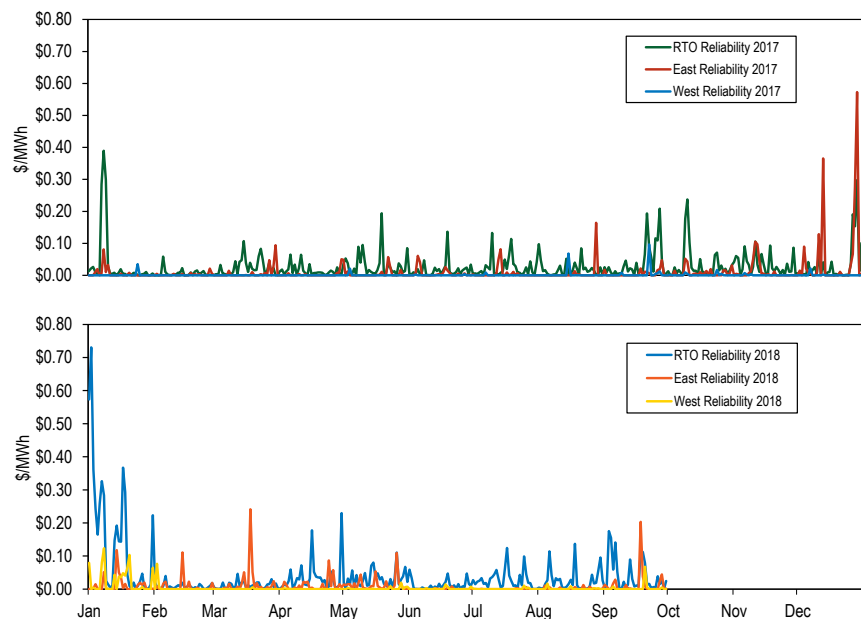 $0.80
$0.70
$0.60
$0.50
$0.40
$0.30
$0.20
$0.10
$0.00
$/MWh
RTO Reliability 2017
East Reliability 2017
West Reliability 2017
$0.80
$0.70
$0.60
$0.50
$0.40
$0.30
$0.20
$0.10
$0.00
$/MWh
RTO Reliability 2018
East Reliability 2018
West Reliability 2018
Jan Feb Mar Apr May Jun Jul Aug Sep Oct Nov Dec